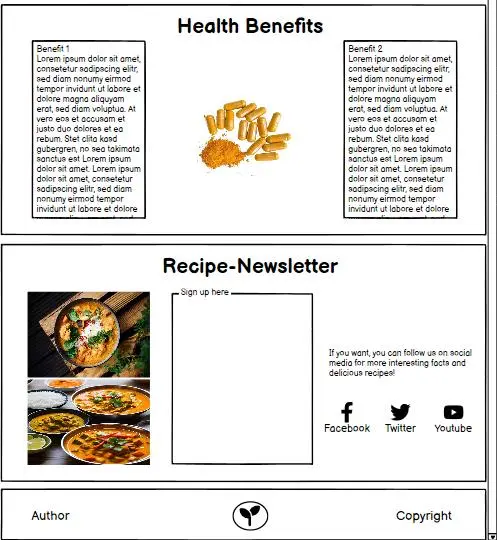 Health Benefits
Benefit 1
Lorem ipsum dolor sit amet,
consetetur sadipscing elitr,
sed diam nonumy eirmod
tempor invidunt ut labore et
dolore magna aliquyam
erat, sed diam voluptua. At
vero eos et accusam et
justo duo dolores et ea
rebum. Stet clita kasd
gubergren, no sea takimata
sanctus est Lorem ipsum
dolor sit amet. Lorem ipsum
dolor sit amet, consetetur
sadipscing elitr, sed diam
nonumy eirmod tempor
invidunt ut labore et dolore
Benefit 2
Lorem ipsum dolor sit amet,
consetetur sadipscing elitr,
sed diam nonumy eirmod
tempor invidunt ut labore et
dolore magna aliquyam
erat, sed diam voluptua. At
vero eos et accusam et
justo duo dolores et ea
rebum. Stet clita kasd
gubergren, no sea takimata
sanctus est Lorem ipsum
dolor sit amet. Lorem ipsum
dolor sit amet, consetetur
sadipscing elitr, sed diam
nonumy eirmod tempor
invidunt ut labore et dolore
Recipe-Newsletter
Sign up here
If you want, you can follow us on social
media for more interesting facts and
delicious recipes!
Facebook Twitter Youtube
Author Copyright